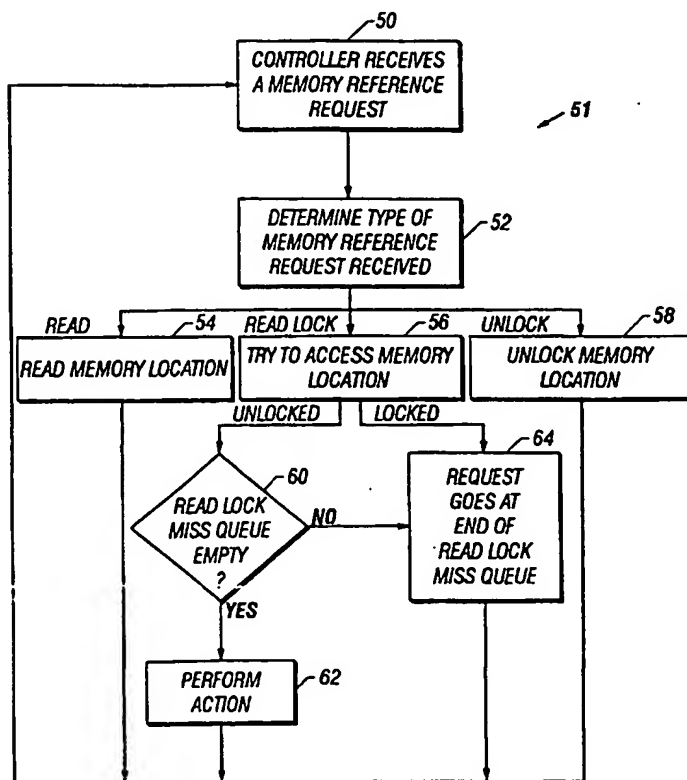 50
CONTROLLER RECEIVES
A MEMORY REFERENCE
REQUEST
51
DETERMINE TYPE OF
MEMORY REFERENCE
REQUEST RECEIVED
52
READ
54
READ LOCK
56
UNLOCK
58
READ MEMORY LOCATION
TRY TO ACCESS MEMORY
LOCATION
UNLOCK MEMORY
LOCATION
UNLOCKED
LOCKED
64
60
READ LOCK
MISS QUEUE
EMPTY
?
NO
REQUEST
GOES AT
END OF
READ LOCK
MISS QUEUE
YES
PERFORM
ACTION
62